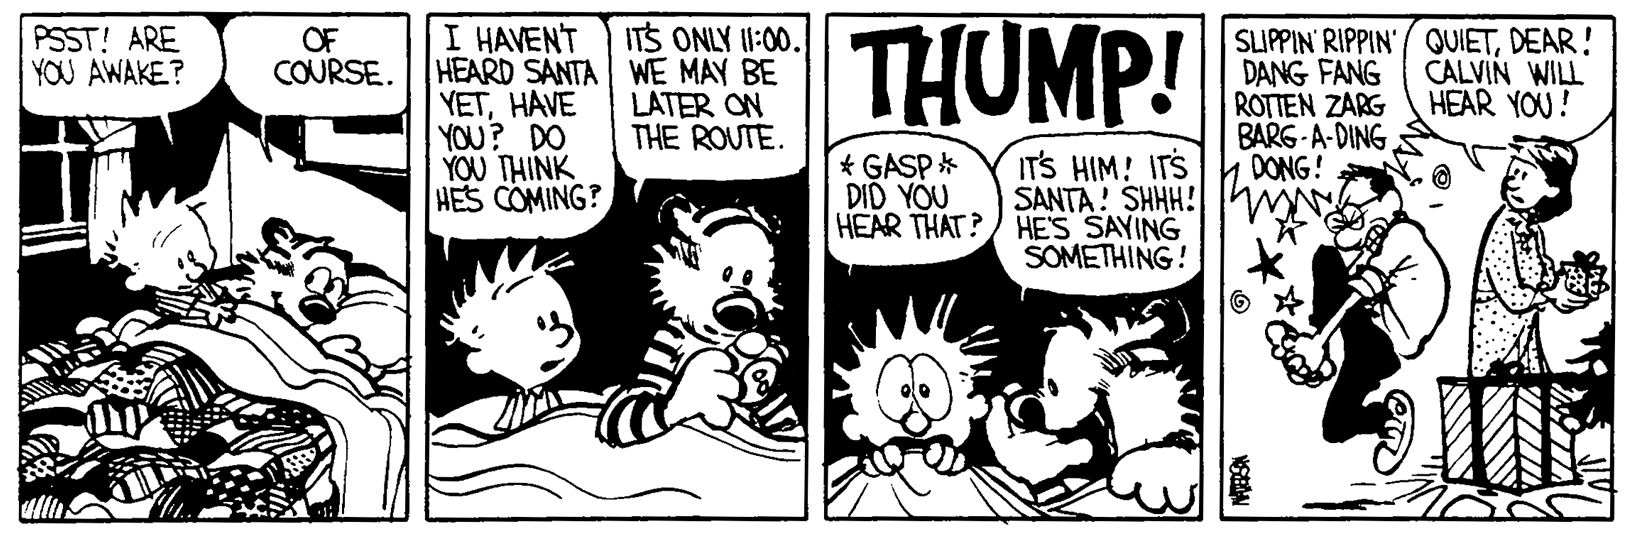 PSST! ARE
YOU AWAKE?
OF
COURSE.
I HAVEN'T
HEARD SANTA
YET, HAVE
YOU? DO
YOU THINK
HE'S COMING?
IT'S ONLY 11:00.
WE MAY BE
LATER ON
THE ROUTE.
THUMP!
*GASP*
DID YOU
HEAR THAT?
IT'S HIM! IT'S
SANTA! SHHH!
HE'S SAYING
SOMETHING!
SLIPPIN' RIPPIN'
DANG FANG
ROTTEN ZARG
BARG-A-DING
DONG!
QUIET, DEAR!
CALVIN WILL
HEAR YOU!
WATTERSON